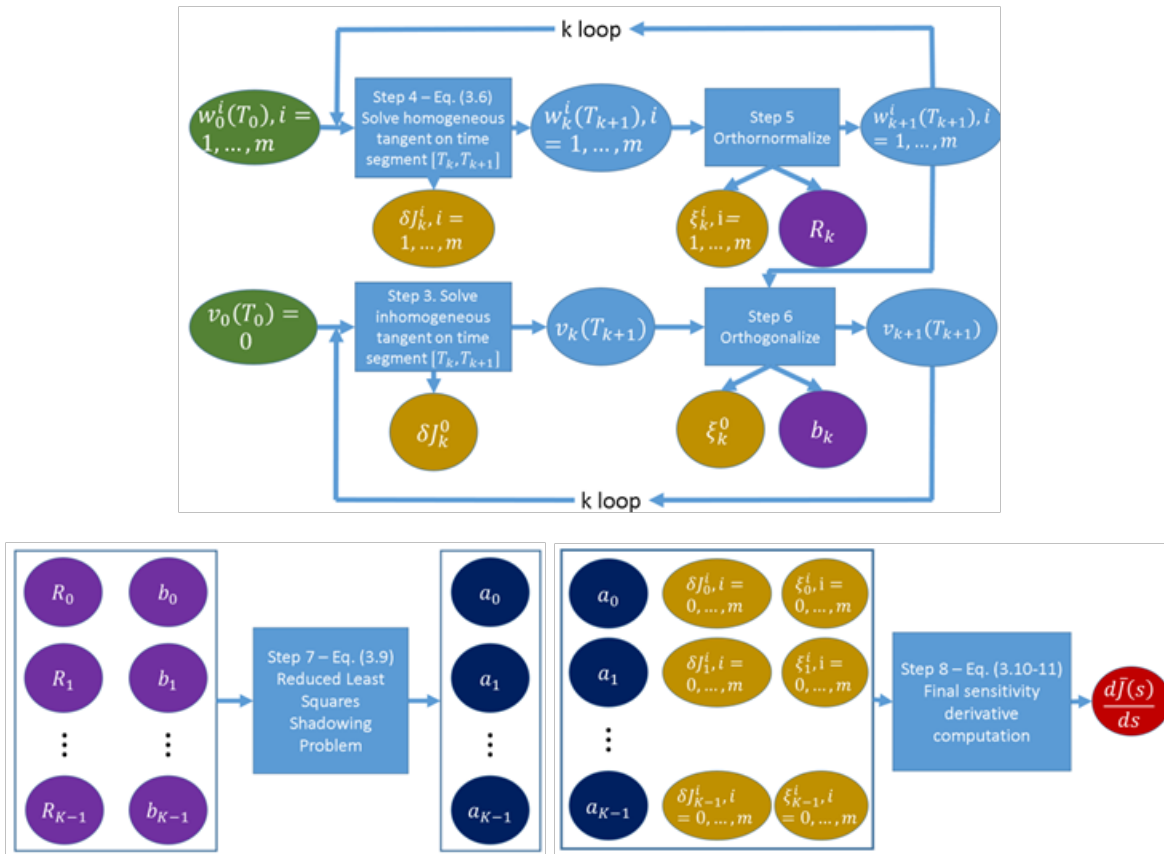 k loop
w_0^i(T_0), i =
1, … , m
Step 4 – Eq. (3.6)
Solve homogeneous
tangent on time
segment [T_k, T_{k+1}]
w_k^i(T_{k+1}), i
= 1, … , m
Step 5
Orthornormalize
w_{k+1}^i(T_{k+1}), i
= 1, … , m
δJ_k^i, i =
1, … , m
ξ_k^i, i =
1, … , m
R_k
v_0(T_0) =
0
Step 3. Solve
inhomogeneous
tangent on time
segment [T_k, T_{k+1}]
v_k(T_{k+1})
Step 6
Orthogonalize
v_{k+1}(T_{k+1})
δJ_k^0
ξ_k^0
b_k
k loop
R_0
b_0
R_1
b_1
⋮
⋮
R_{K-1}
b_{K-1}
Step 7 – Eq. (3.9)
Reduced Least
Squares
Shadowing
Problem
a_0
a_1
⋮
a_{K-1}
a_0
δJ_0^i, i =
0, … , m
ξ_0^i, i =
0, … , m
a_1
δJ_1^i, i =
0, … , m
ξ_1^i, i =
0, … , m
⋮
a_{K-1}
δJ_{K-1}^i, i
= 0, … , m
ξ_{K-1}^i, i
= 0, … , m
Step 8 – Eq. (3.10-11)
Final sensitivity
derivative
computation
dJ̄(s)
ds